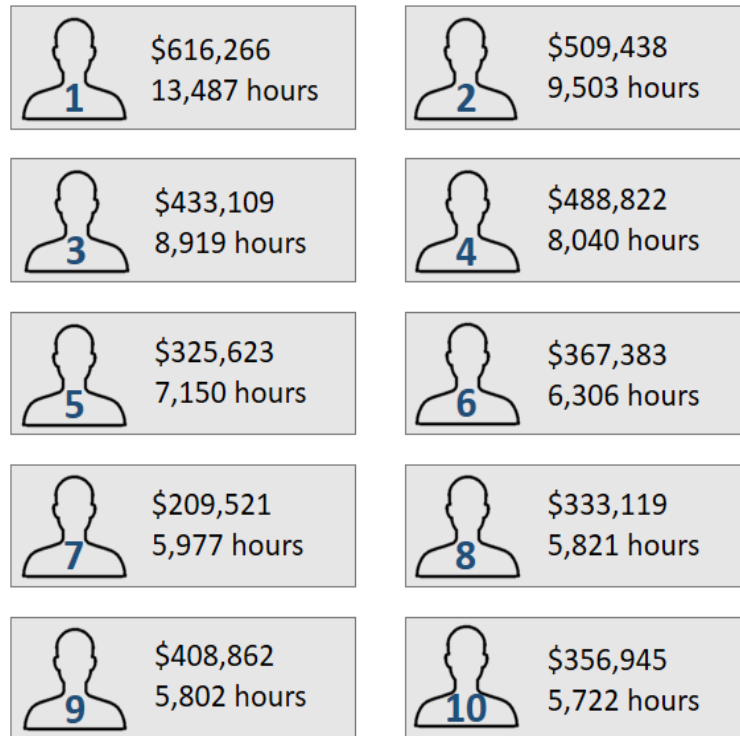 1
$616,266
13,487 hours
2
$509,438
9,503 hours
3
$433,109
8,919 hours
4
$488,822
8,040 hours
5
$325,623
7,150 hours
6
$367,383
6,306 hours
7
$209,521
5,977 hours
8
$333,119
5,821 hours
9
$408,862
5,802 hours
10
$356,945
5,722 hours